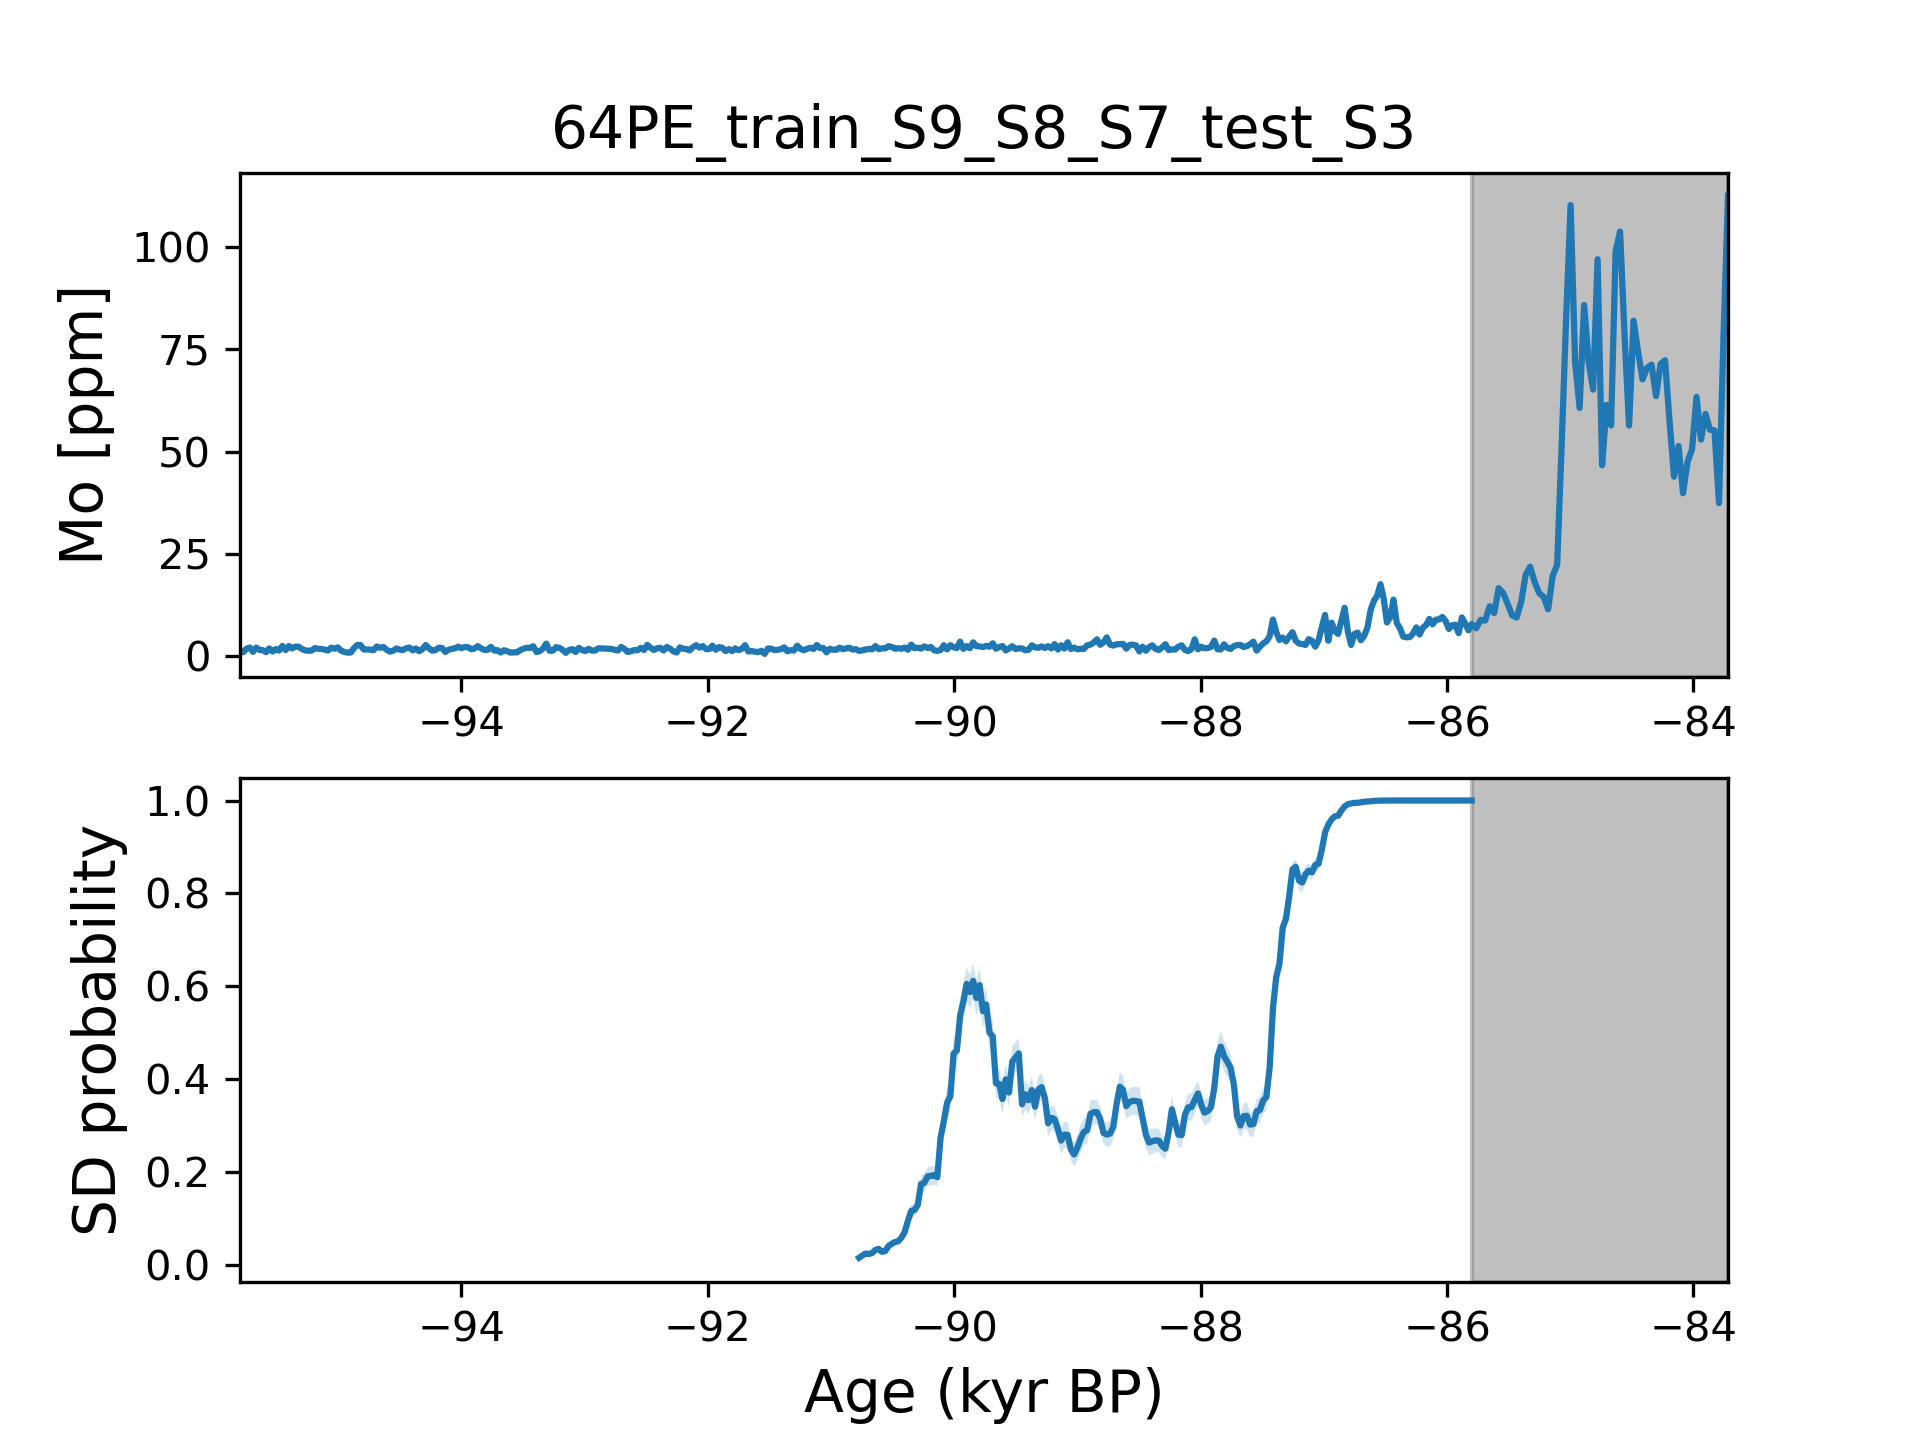 64PE_train_S9_S8_S7_test_S3
Mo [ppm]
100
75
50
25
0
−94 −92 −90 −88 −86 −84
SD probability
1.0
0.8
0.6
0.4
0.2
0.0
−94 −92 −90 −88 −86 −84
Age (kyr BP)